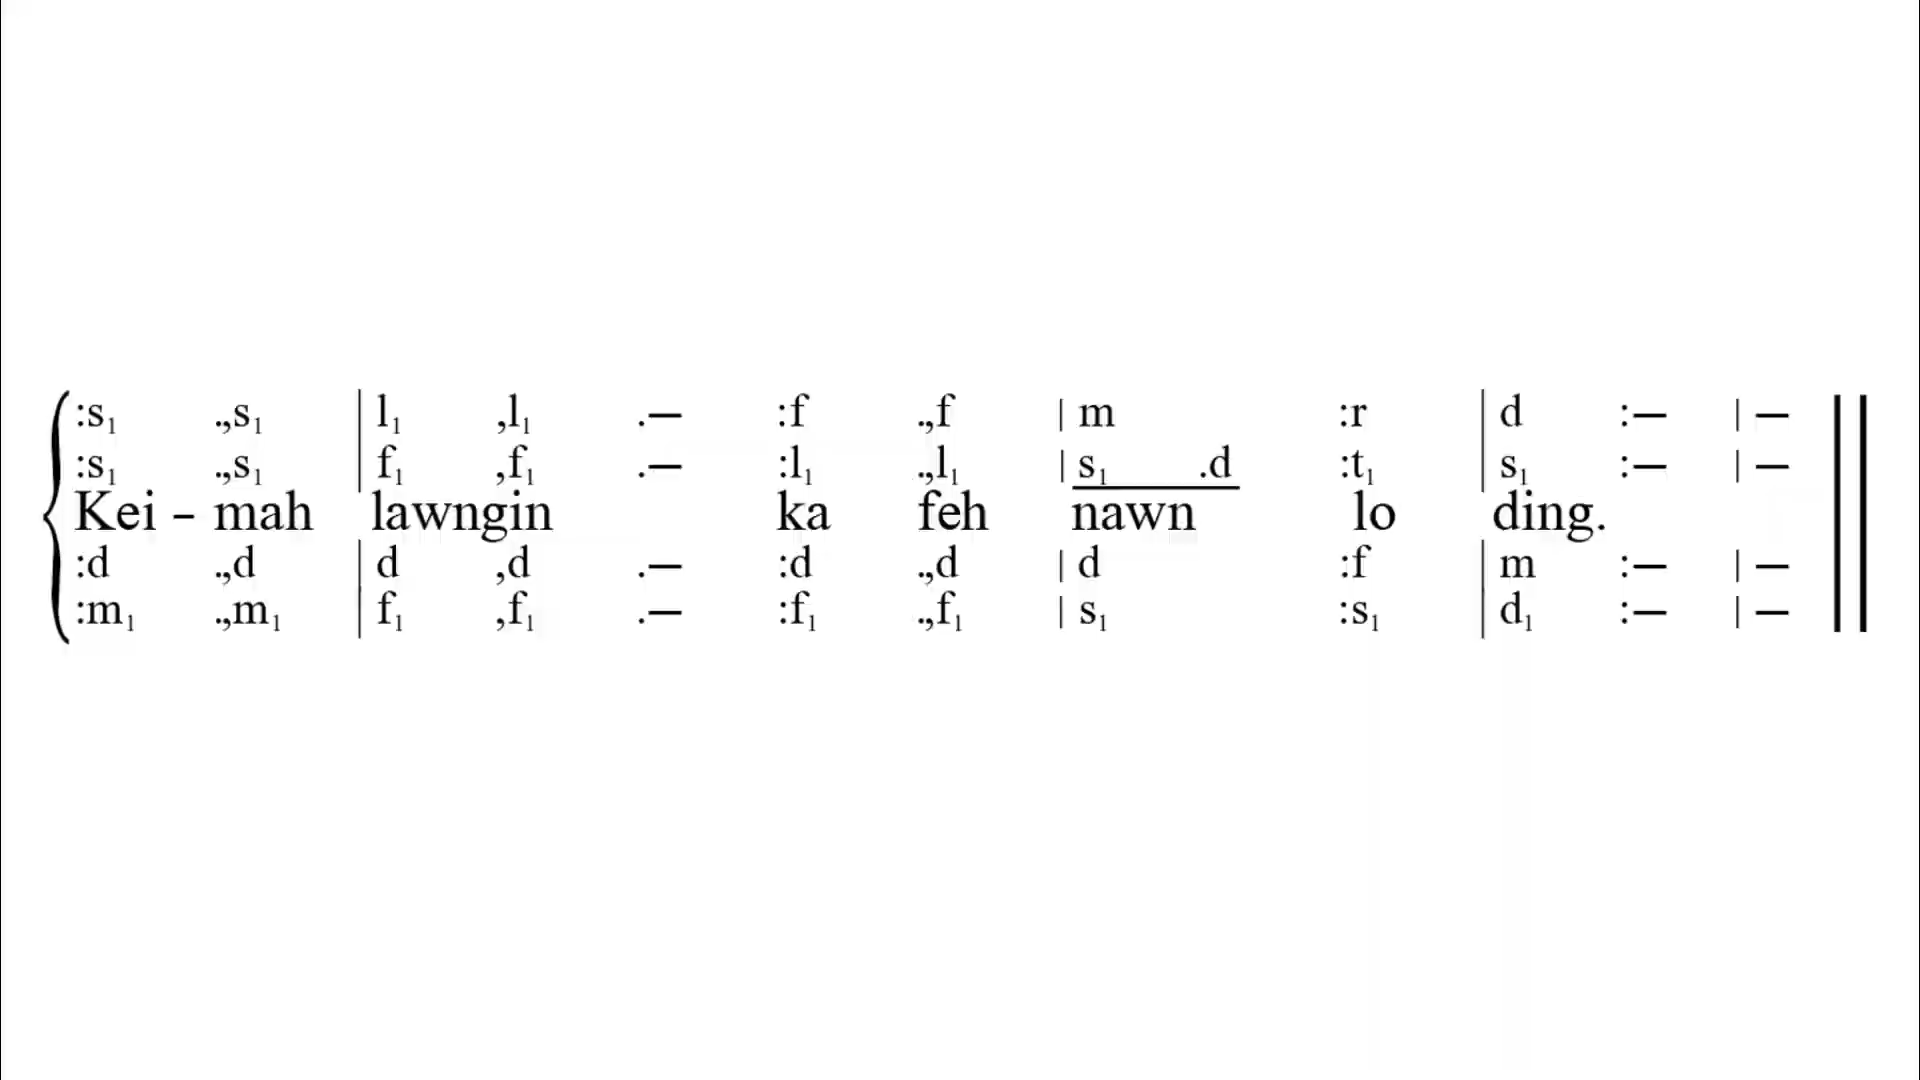 :s₁ .,s₁ | l₁ ,l₁ .– :f .,f | m :r | d :– | –
:s₁ .,s₁ | f₁ ,f₁ .– :l₁ .,l₁ | s₁ .d :t₁ | s₁ :– | –
Kei - mah lawngin ka feh nawn lo ding.
:d .,d | d ,d .– :d .,d | d :f | m :– | –
:m₁ .,m₁ | f₁ ,f₁ .– :f₁ .,f₁ | s₁ :s₁ | d₁ :– | –